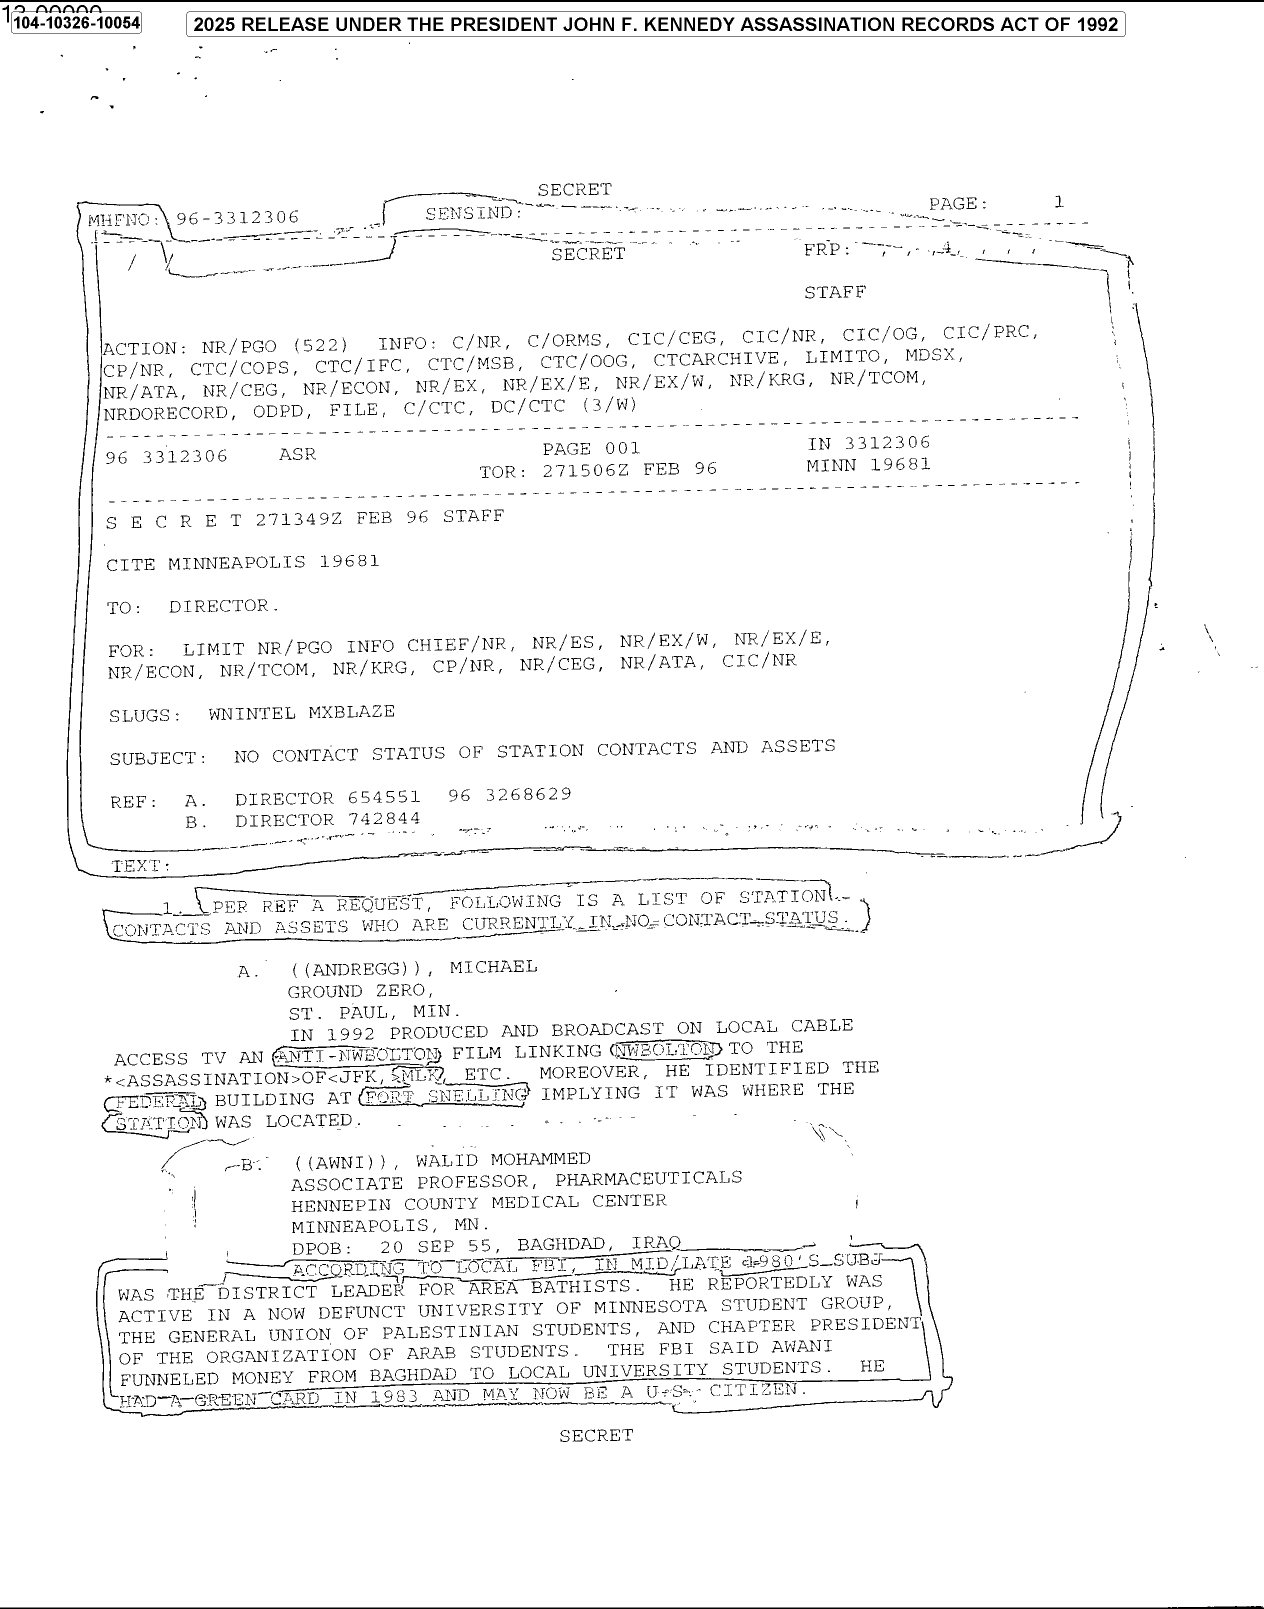 13-00000
104-10326-10054
2025 RELEASE UNDER THE PRESIDENT JOHN F. KENNEDY ASSASSINATION RECORDS ACT OF 1992
SECRET
MHFNO: 96-3312306 SENSIND: PAGE: 1
SECRET FRP: , , ,4, , , ,
STAFF
ACTION: NR/PGO (522) INFO: C/NR, C/ORMS, CIC/CEG, CIC/NR, CIC/OG, CIC/PRC,
CP/NR, CTC/COPS, CTC/IFC, CTC/MSB, CTC/OOG, CTCARCHIVE, LIMITO, MDSX,
NR/ATA, NR/CEG, NR/ECON, NR/EX, NR/EX/E, NR/EX/W, NR/KRG, NR/TCOM,
NRDORECORD, ODPD, FILE, C/CTC, DC/CTC (3/W)
96 3312306 ASR PAGE 001 IN 3312306
TOR: 271506Z FEB 96 MINN 19681
S E C R E T 271349Z FEB 96 STAFF
CITE MINNEAPOLIS 19681
TO: DIRECTOR.
FOR: LIMIT NR/PGO INFO CHIEF/NR, NR/ES, NR/EX/W, NR/EX/E,
NR/ECON, NR/TCOM, NR/KRG, CP/NR, NR/CEG, NR/ATA, CIC/NR
SLUGS: WNINTEL MXBLAZE
SUBJECT: NO CONTACT STATUS OF STATION CONTACTS AND ASSETS
REF: A. DIRECTOR 654551 96 3268629
B. DIRECTOR 742844
TEXT:
1. PER REF A REQUEST, FOLLOWING IS A LIST OF STATION
CONTACTS AND ASSETS WHO ARE CURRENTLY IN NO-CONTACT STATUS.
A. ((ANDREGG)), MICHAEL
GROUND ZERO,
ST. PAUL, MIN.
IN 1992 PRODUCED AND BROADCAST ON LOCAL CABLE
ACCESS TV AN ANTI-NWBOLTON FILM LINKING NWBOLTON TO THE
*<ASSASSINATION>OF<JFK, <MLK, ETC. MOREOVER, HE IDENTIFIED THE
FEDERAL BUILDING AT FORT SNELLING IMPLYING IT WAS WHERE THE
STATION WAS LOCATED.
B. ((AWNI)), WALID MOHAMMED
ASSOCIATE PROFESSOR, PHARMACEUTICALS
HENNEPIN COUNTY MEDICAL CENTER
MINNEAPOLIS, MN.
DPOB: 20 SEP 55, BAGHDAD, IRAQ
ACCORDING TO LOCAL FBI, IN MID/LATE 1980'S SUBJ
WAS THE DISTRICT LEADER FOR AREA BATHISTS. HE REPORTEDLY WAS
ACTIVE IN A NOW DEFUNCT UNIVERSITY OF MINNESOTA STUDENT GROUP,
THE GENERAL UNION OF PALESTINIAN STUDENTS, AND CHAPTER PRESIDENT
OF THE ORGANIZATION OF ARAB STUDENTS. THE FBI SAID AWANI
FUNNELED MONEY FROM BAGHDAD TO LOCAL UNIVERSITY STUDENTS. HE
HAD A GREEN CARD IN 1983 AND MAY NOW BE A U.S. CITIZEN.
SECRET